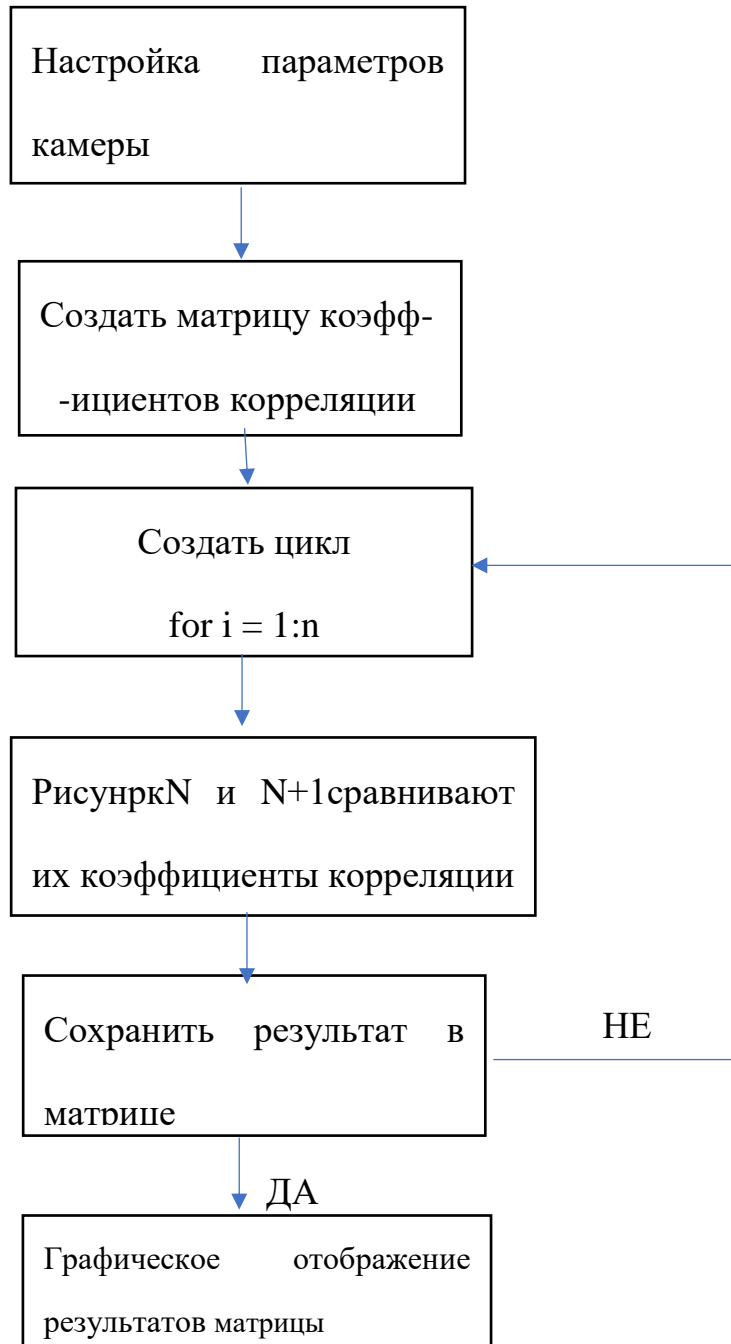 Настройка параметров
камеры
Создать матрицу коэфф-
-ициентов корреляции
Создать цикл
for i = 1:n
РисунркN и N+1сравнивают
их коэффициенты корреляции
Сохранить результат в
матрице
НЕ
ДА
Графическое отображение
результатов матрицы